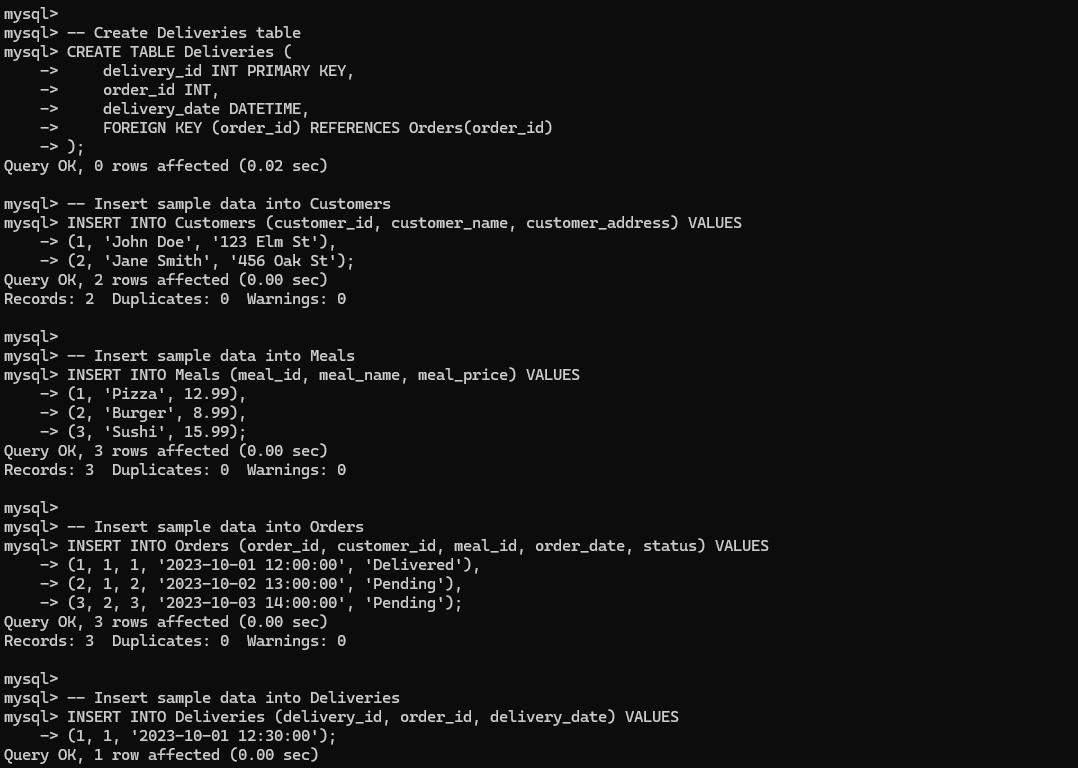 mysql>
mysql> -- Create Deliveries table
mysql> CREATE TABLE Deliveries (
    ->     delivery_id INT PRIMARY KEY,
    ->     order_id INT,
    ->     delivery_date DATETIME,
    ->     FOREIGN KEY (order_id) REFERENCES Orders(order_id)
    -> );
Query OK, 0 rows affected (0.02 sec)

mysql> -- Insert sample data into Customers
mysql> INSERT INTO Customers (customer_id, customer_name, customer_address) VALUES
    -> (1, 'John Doe', '123 Elm St'),
    -> (2, 'Jane Smith', '456 Oak St');
Query OK, 2 rows affected (0.00 sec)
Records: 2  Duplicates: 0  Warnings: 0

mysql>
mysql> -- Insert sample data into Meals
mysql> INSERT INTO Meals (meal_id, meal_name, meal_price) VALUES
    -> (1, 'Pizza', 12.99),
    -> (2, 'Burger', 8.99),
    -> (3, 'Sushi', 15.99);
Query OK, 3 rows affected (0.00 sec)
Records: 3  Duplicates: 0  Warnings: 0

mysql>
mysql> -- Insert sample data into Orders
mysql> INSERT INTO Orders (order_id, customer_id, meal_id, order_date, status) VALUES
    -> (1, 1, 1, '2023-10-01 12:00:00', 'Delivered'),
    -> (2, 1, 2, '2023-10-02 13:00:00', 'Pending'),
    -> (3, 2, 3, '2023-10-03 14:00:00', 'Pending');
Query OK, 3 rows affected (0.00 sec)
Records: 3  Duplicates: 0  Warnings: 0

mysql>
mysql> -- Insert sample data into Deliveries
mysql> INSERT INTO Deliveries (delivery_id, order_id, delivery_date) VALUES
    -> (1, 1, '2023-10-01 12:30:00');
Query OK, 1 row affected (0.00 sec)